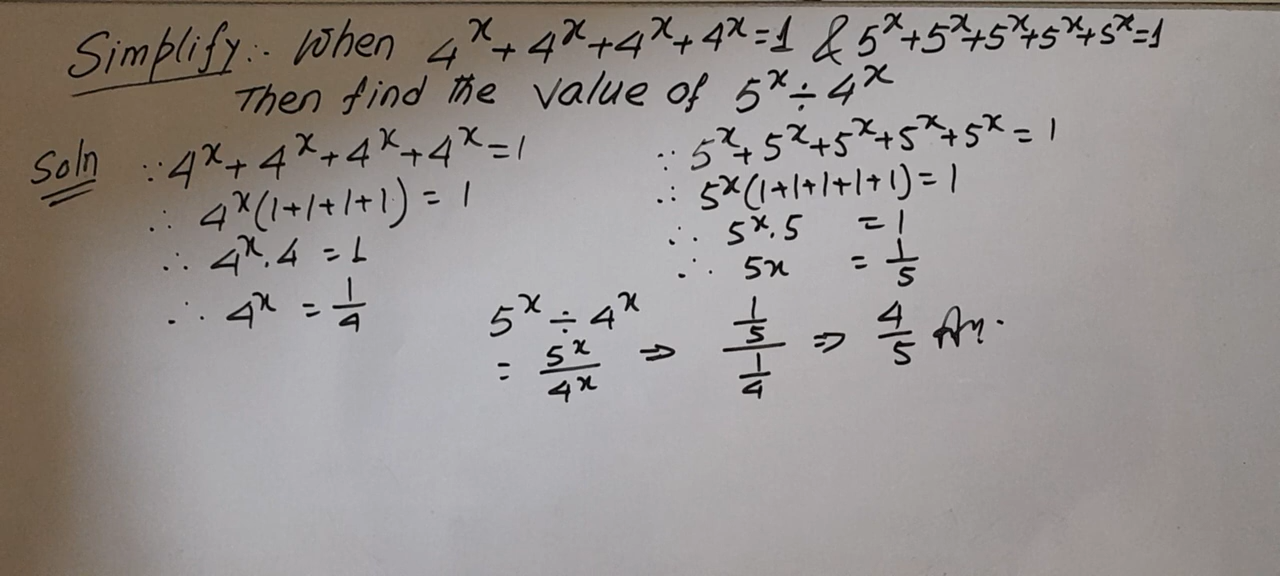 Simplify:. When 4^x + 4^x + 4^x + 4^x = 1 & 5^x + 5^x + 5^x + 5^x + 5^x = 1
Then find the value of 5^x ÷ 4^x
Soln ∵ 4^x + 4^x + 4^x + 4^x = 1
∴ 4^x (1+1+1+1) = 1
∴ 4^x . 4 = 1
∴ 4^x = 1/4
∵ 5^x + 5^x + 5^x + 5^x + 5^x = 1
∴ 5^x (1+1+1+1+1) = 1
∴ 5^x . 5 = 1
∴ 5x = 1/5
5^x ÷ 4^x
= 5^x/4^x ⇒ (1/5)/(1/4) ⇒ 4/5 An.